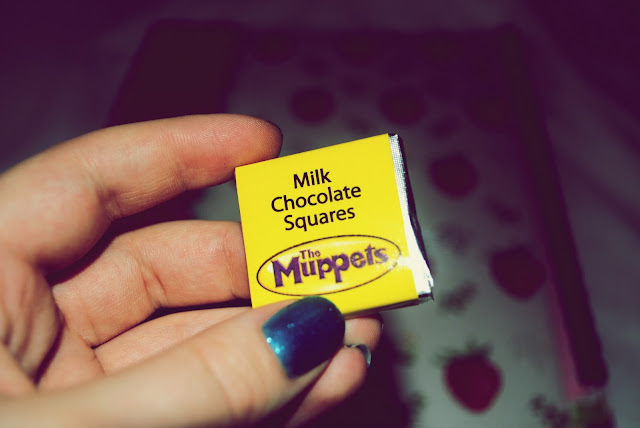 Milk
Chocolate
Squares
The
Muppets